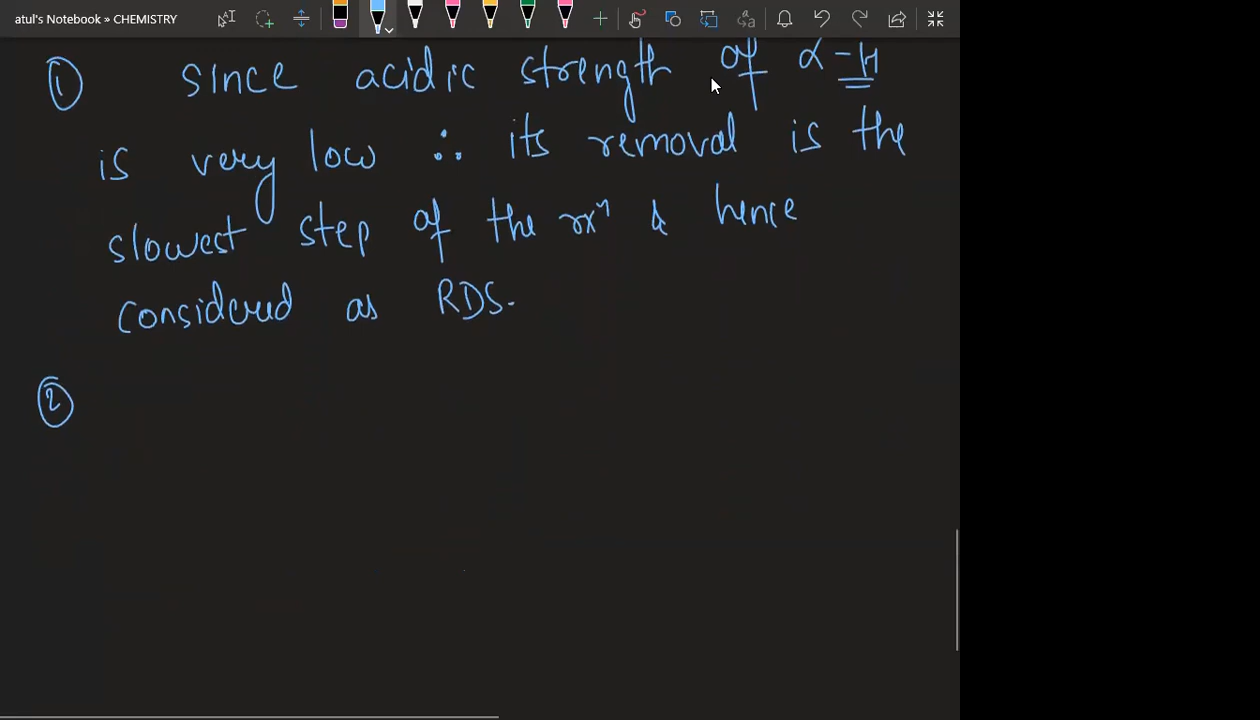 atul's Notebook » CHEMISTRY
① since acidic strength of α-H
is very low ∴ its removal is the
slowest step of the rxⁿ & hence
considered as RDS.
②